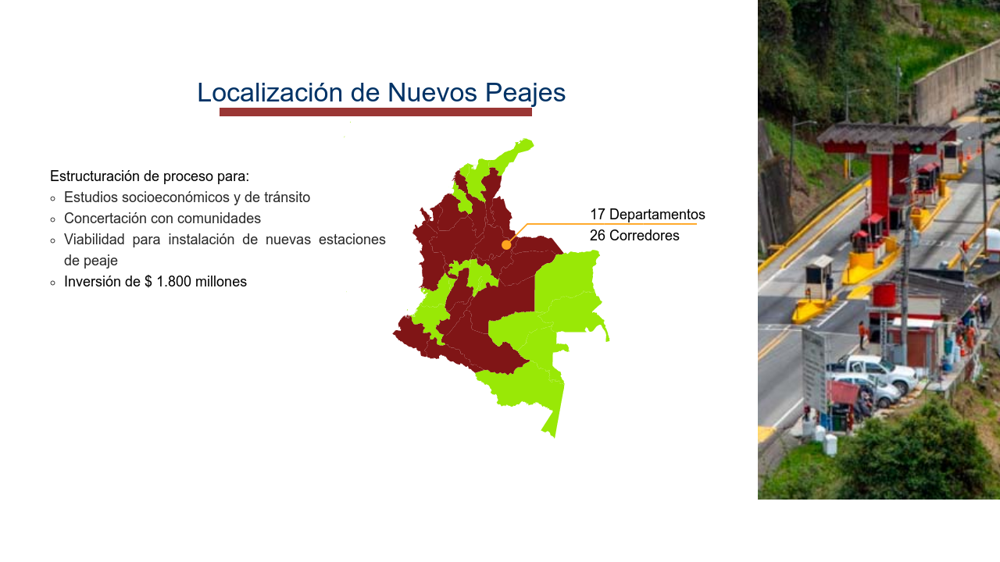 Localización de Nuevos Peajes
Estructuración de proceso para:
Estudios socioeconómicos y de tránsito
Concertación con comunidades
Viabilidad para instalación de nuevas estaciones
de peaje
Inversión de $ 1.800 millones
17 Departamentos
26 Corredores